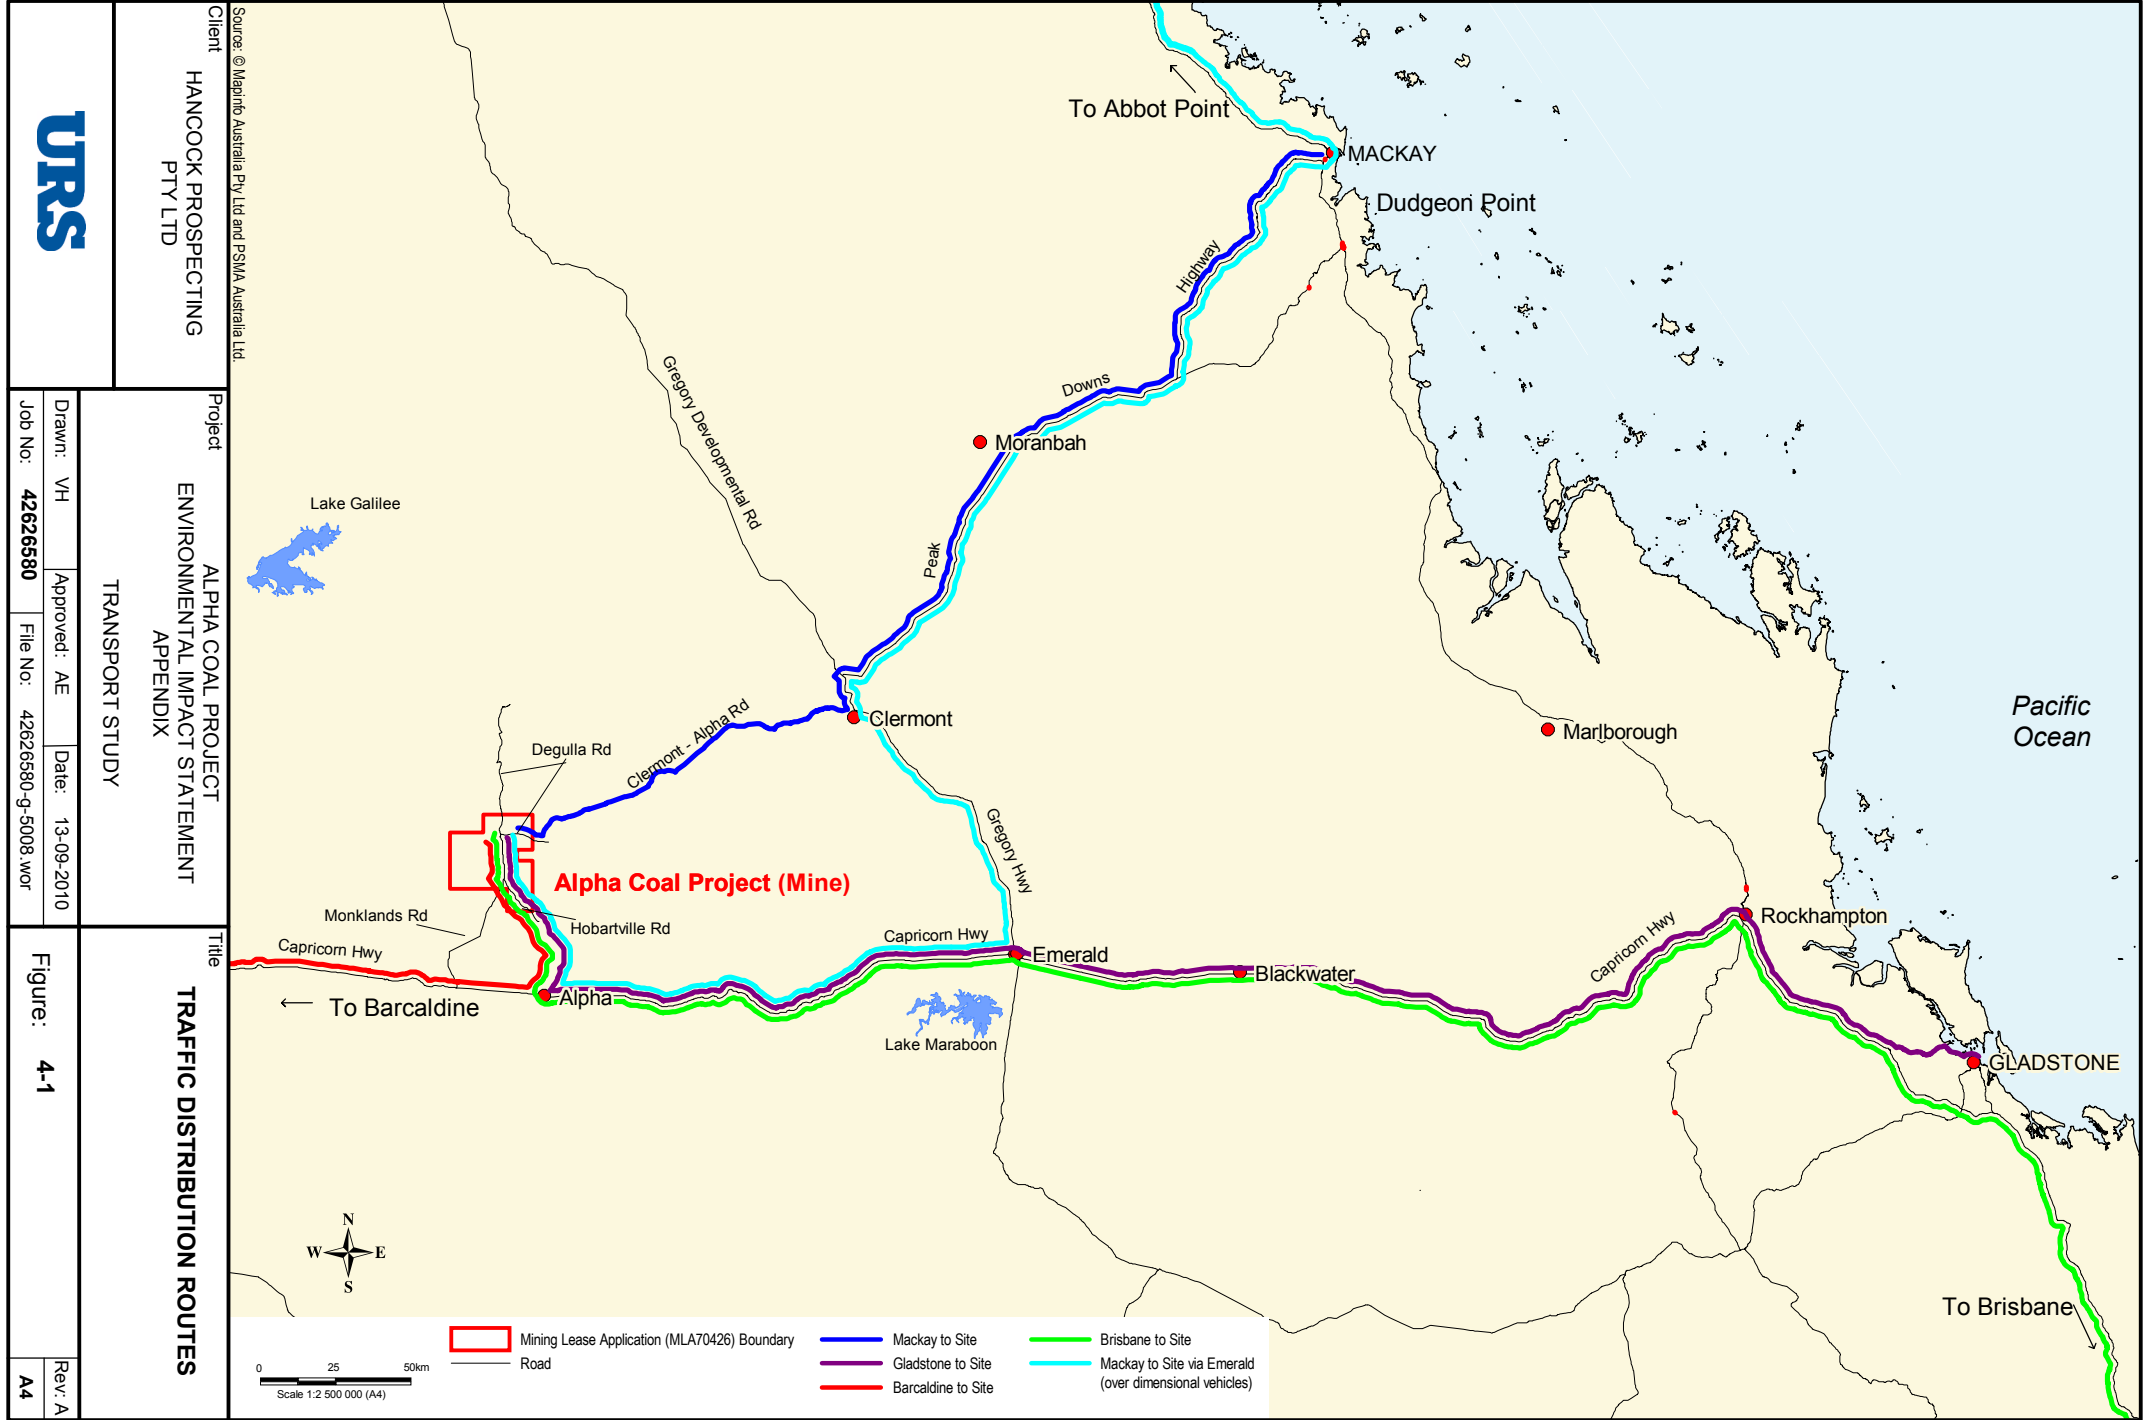 To Abbot Point
MACKAY
Dudgeon Point
Highway
Downs
Gregory Developmental Rd
Moranbah
Lake Galilee
Peak
Pacific
Ocean
Clermont
Marlborough
Clermont - Alpha Rd
Degulla Rd
Gregory Hwy
Alpha Coal Project (Mine)
Monklands Rd
Hobartville Rd
Capricorn Hwy
Capricorn Hwy
Emerald
Capricorn Hwy
Rockhampton
Blackwater
Alpha
To Barcaldine
Lake Maraboon
GLADSTONE
To Brisbane
N
W
E
S
0 25 50km
Scale 1:2 500 000 (A4)
Mining Lease Application (MLA70426) Boundary
Road
Mackay to Site
Gladstone to Site
Barcaldine to Site
Brisbane to Site
Mackay to Site via Emerald
(over dimensional vehicles)
Source: © Mapinfo Australia Pty Ltd and PSMA Australia Ltd.
Client
HANCOCK PROSPECTING
PTY LTD
URS
Project
ALPHA COAL PROJECT
ENVIRONMENTAL IMPACT STATEMENT
APPENDIX
TRANSPORT STUDY
Drawn: VH
Approved: AE
Date: 13-09-2010
Job No: 42626580
File No: 42626580-g-5008.wor
Title
TRAFFIC DISTRIBUTION ROUTES
Figure: 4-1
Rev: A
A4